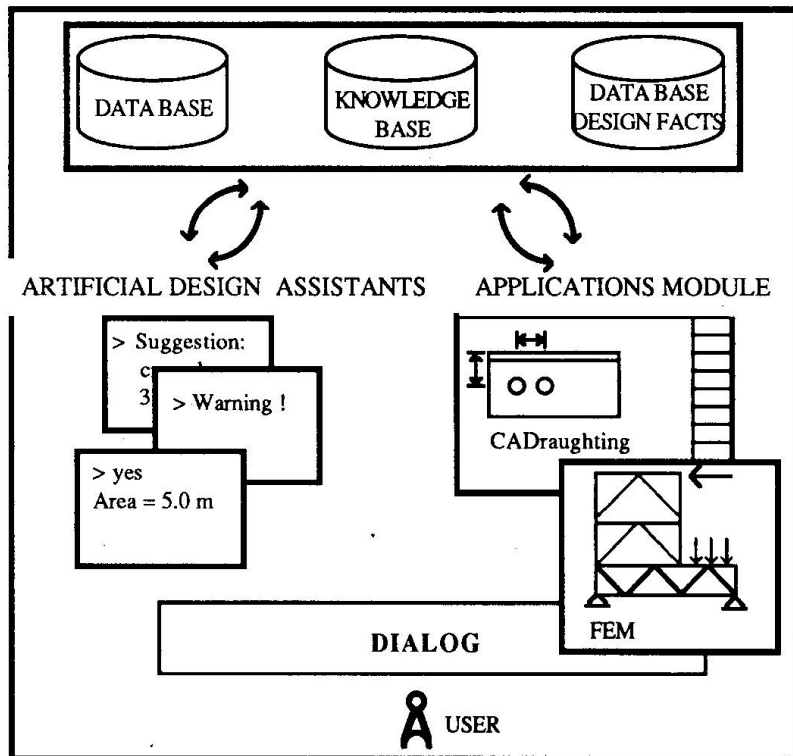 DATA BASE
KNOWLEDGE
BASE
DATA BASE
DESIGN FACTS
ARTIFICIAL DESIGN ASSISTANTS
APPLICATIONS MODULE
> Suggestion:
3
> Warning !
> yes
Area = 5.0 m
CADraughting
FEM
DIALOG
USER